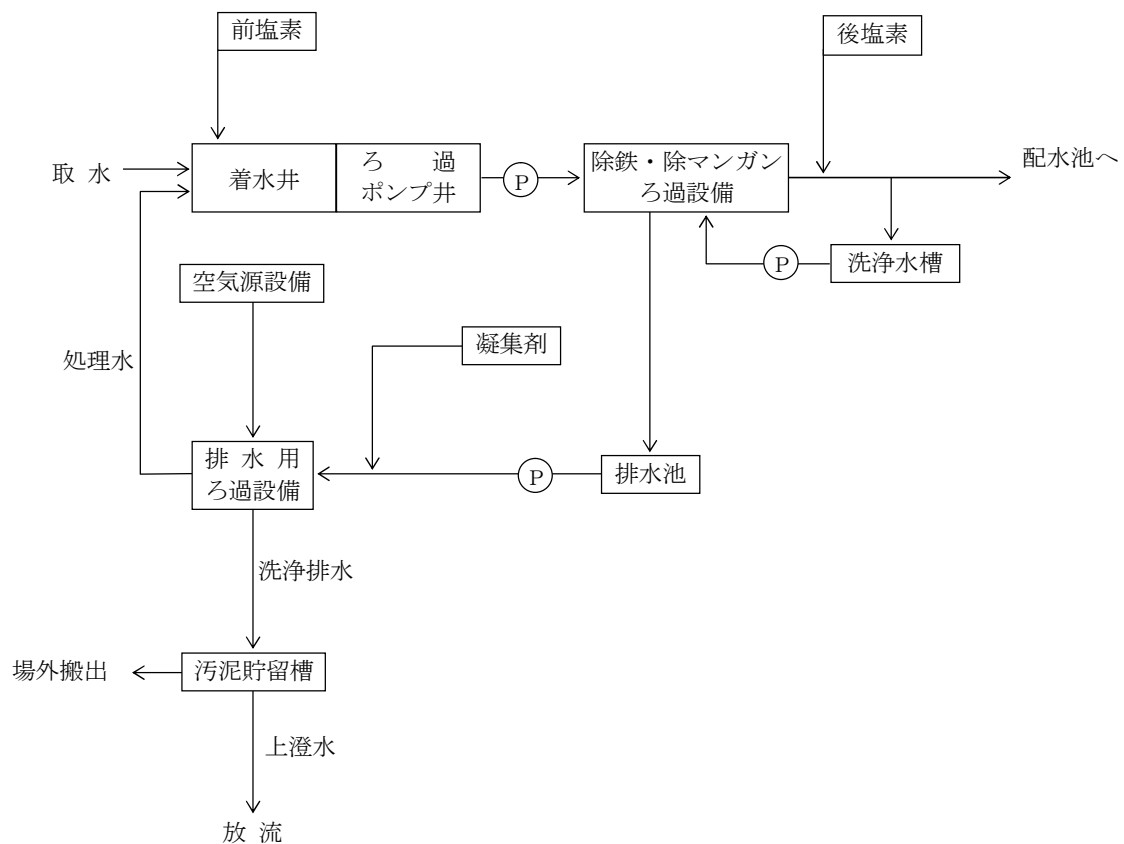 前塩素
後塩素
取 水
着水井
ろ 過
ポンプ井
P
除鉄・除マンガン
ろ過設備
配水池へ
P
洗浄水槽
空気源設備
凝集剤
処理水
排 水 用
ろ過設備
P
排水池
洗浄排水
場外搬出
汚泥貯留槽
上澄水
放 流